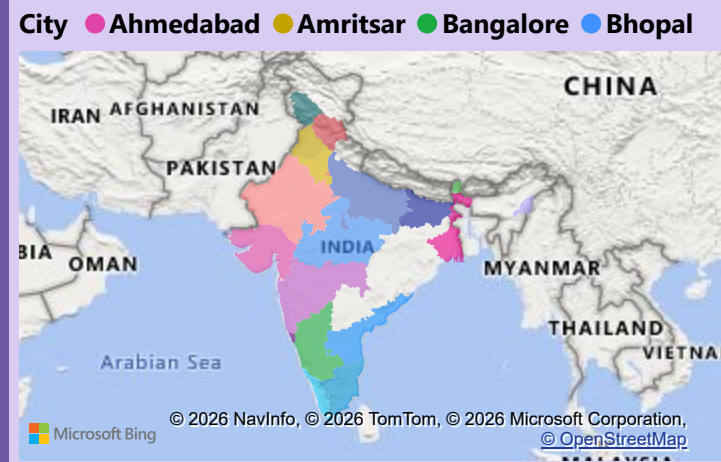 City Ahmedabad Amritsar Bangalore Bhopal
CHINA
IRAN AFGHANISTAN
PAKISTAN
BIA OMAN
INDIA
MYANMAR
THAILAND
VIETNA
Arabian Sea
Microsoft Bing
© 2026 NavInfo, © 2026 TomTom, © 2026 Microsoft Corporation,
© OpenStreetMap
MALAYSIA